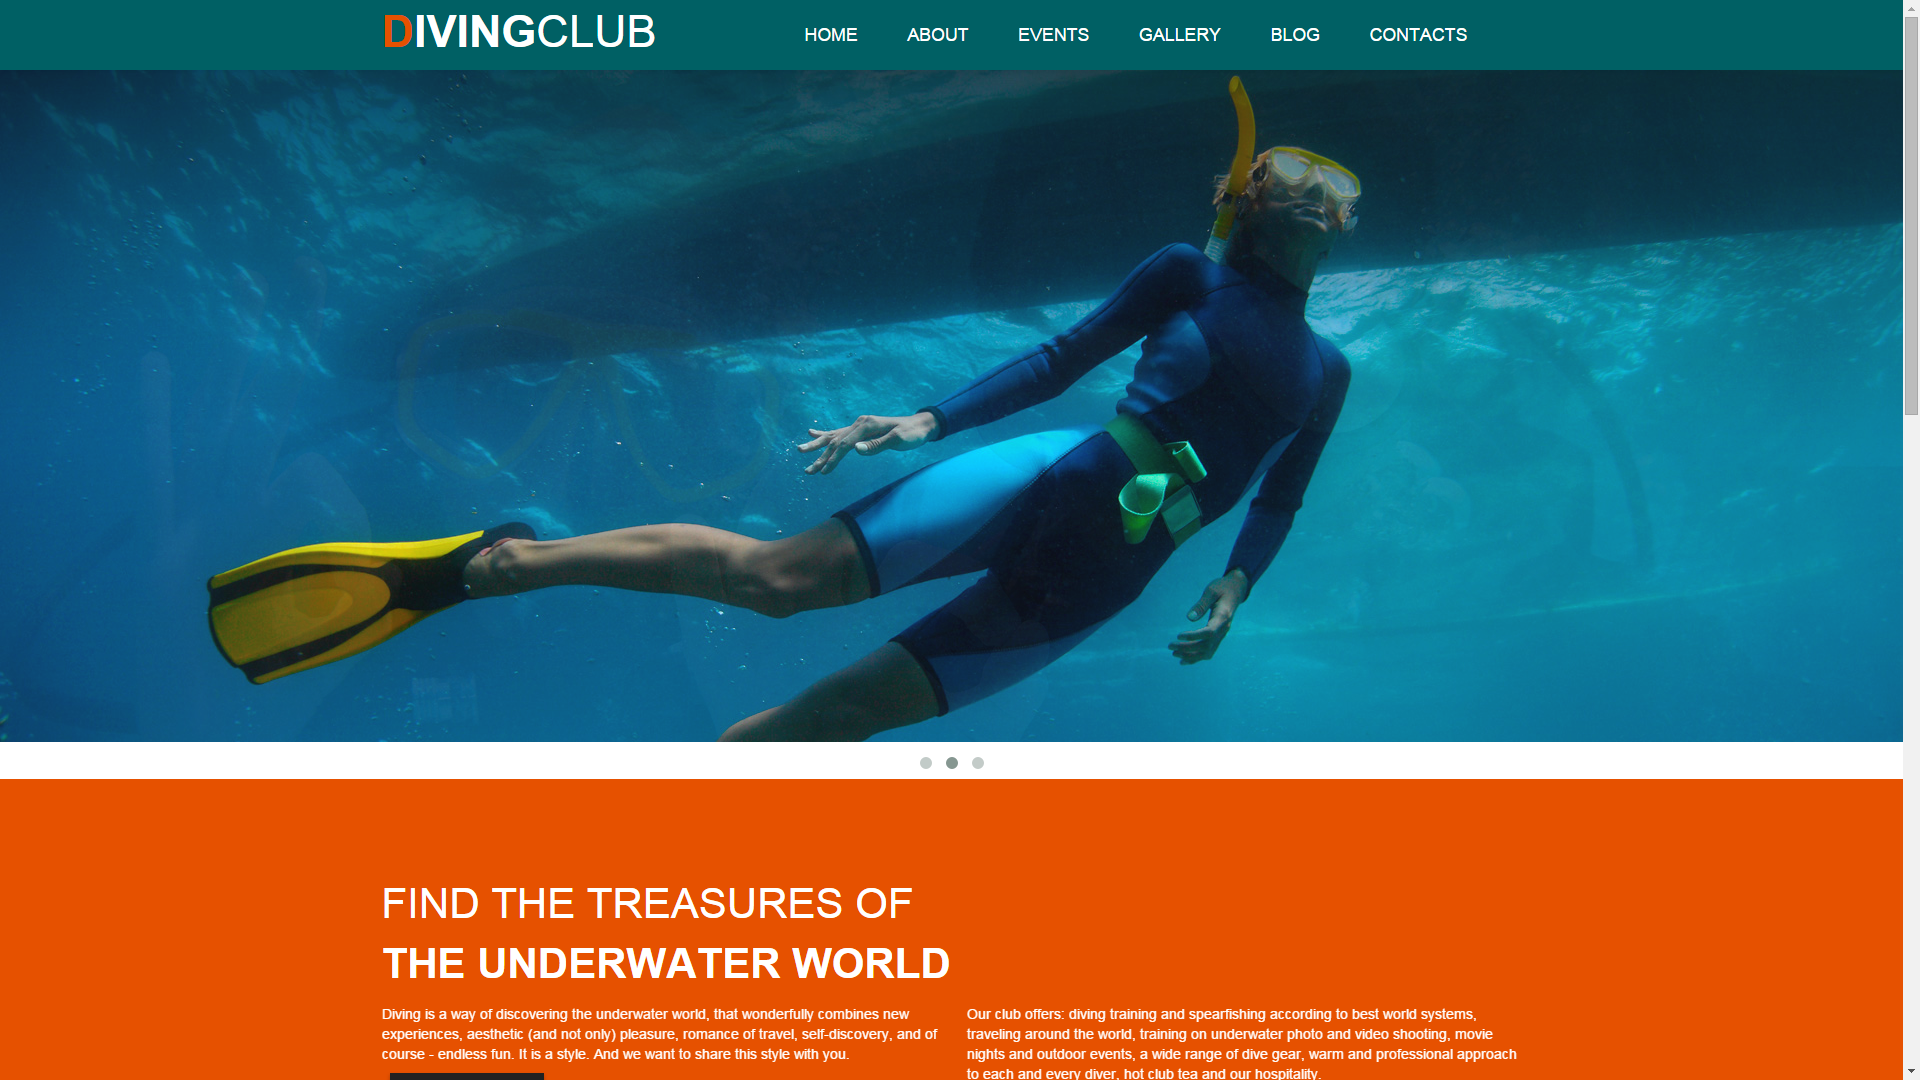 DIVINGCLUB
HOME ABOUT EVENTS GALLERY BLOG CONTACTS
FIND THE TREASURES OF
THE UNDERWATER WORLD
Diving is a way of discovering the underwater world, that wonderfully combines new
experiences, aesthetic (and not only) pleasure, romance of travel, self-discovery, and of
course - endless fun. It is a style. And we want to share this style with you.
Our club offers: diving training and spearfishing according to best world systems,
traveling around the world, training on underwater photo and video shooting, movie
nights and outdoor events, a wide range of dive gear, warm and professional approach
to each and every diver, hot club tea and our hospitality.